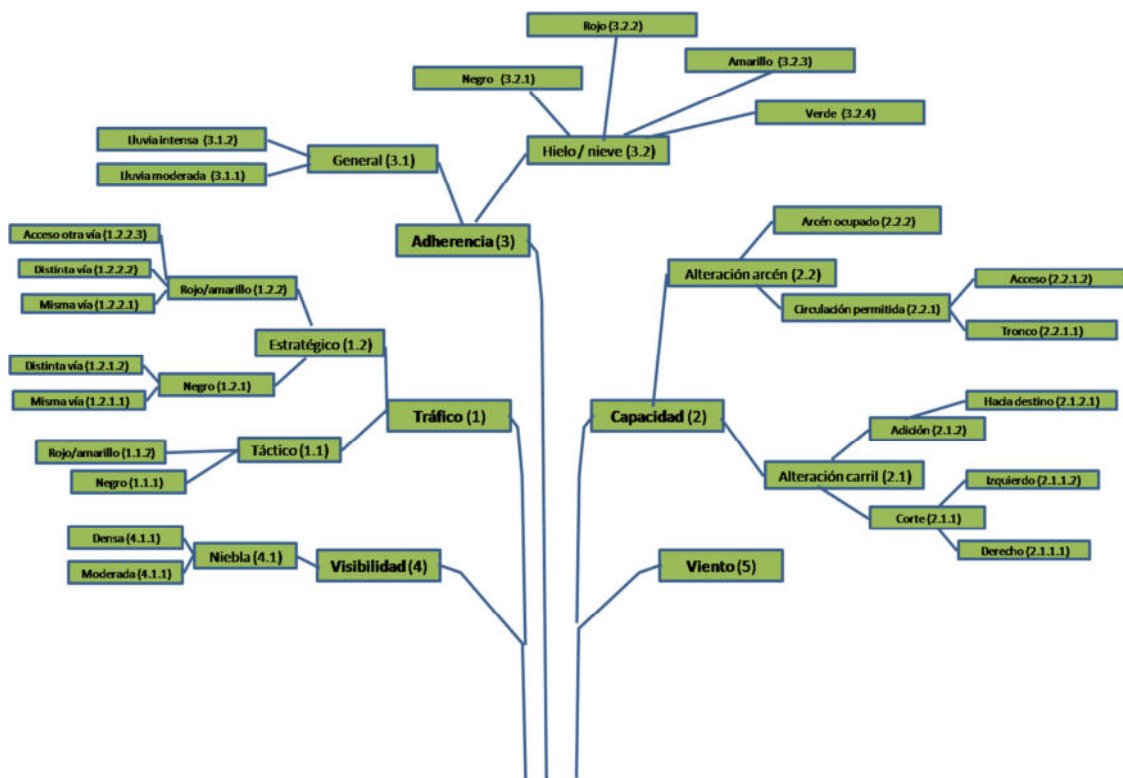 Rojo (3.2.2)
Amarillo (3.2.3)
Negro (3.2.1)
Verde (3.2.4)
Lluvia intensa (3.1.2)
General (3.1)
Hielo / nieve (3.2)
Lluvia moderada (3.1.1)
Acceso otra vía (1.2.2.3)
Adherencia (3)
Arcén ocupado (2.2.2)
Distinta vía (1.2.2.2)
Rojo/amarillo (1.2.2)
Alteración arcén (2.2)
Acceso (2.2.1.2)
Misma vía (1.2.2.1)
Circulación permitida (2.2.1)
Tronco (2.2.1.1)
Estratégico (1.2)
Distinta vía (1.2.1.2)
Negro (1.2.1)
Misma vía (1.2.1.1)
Tráfico (1)
Capacidad (2)
Hacia destino (2.1.2.1)
Adición (2.1.2)
Rojo/amarillo (1.1.2)
Táctico (1.1)
Negro (1.1.1)
Alteración carril (2.1)
Izquierdo (2.1.1.2)
Corte (2.1.1)
Derecho (2.1.1.1)
Densa (4.1.1)
Niebla (4.1)
Moderada (4.1.1)
Visibilidad (4)
Viento (5)